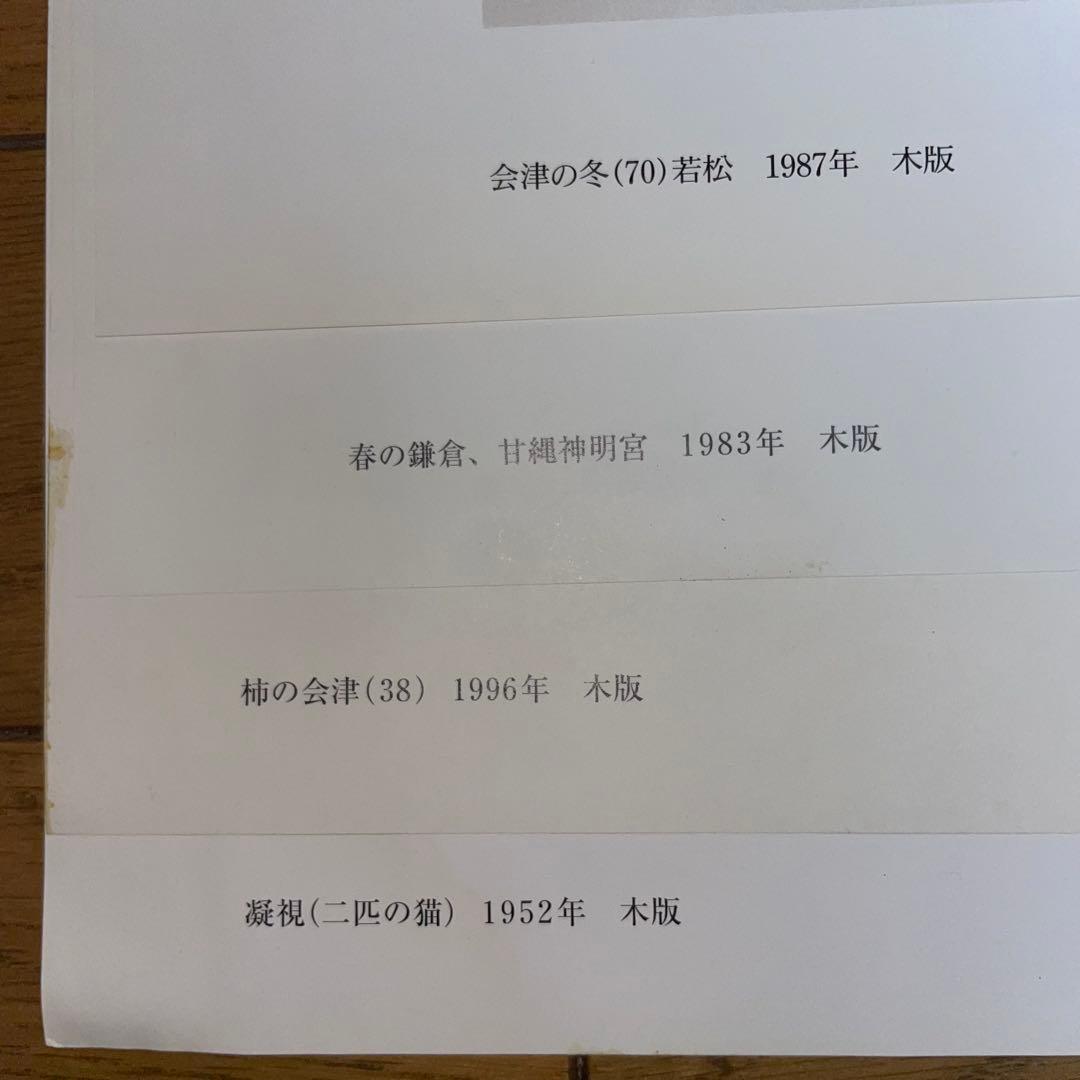 会津の冬(70)若松　1987年　木版
春の鎌倉、甘縄神明宮　1983年　木版
柿の会津(38)　1996年　木版
凝視(二匹の猫)　1952年　木版